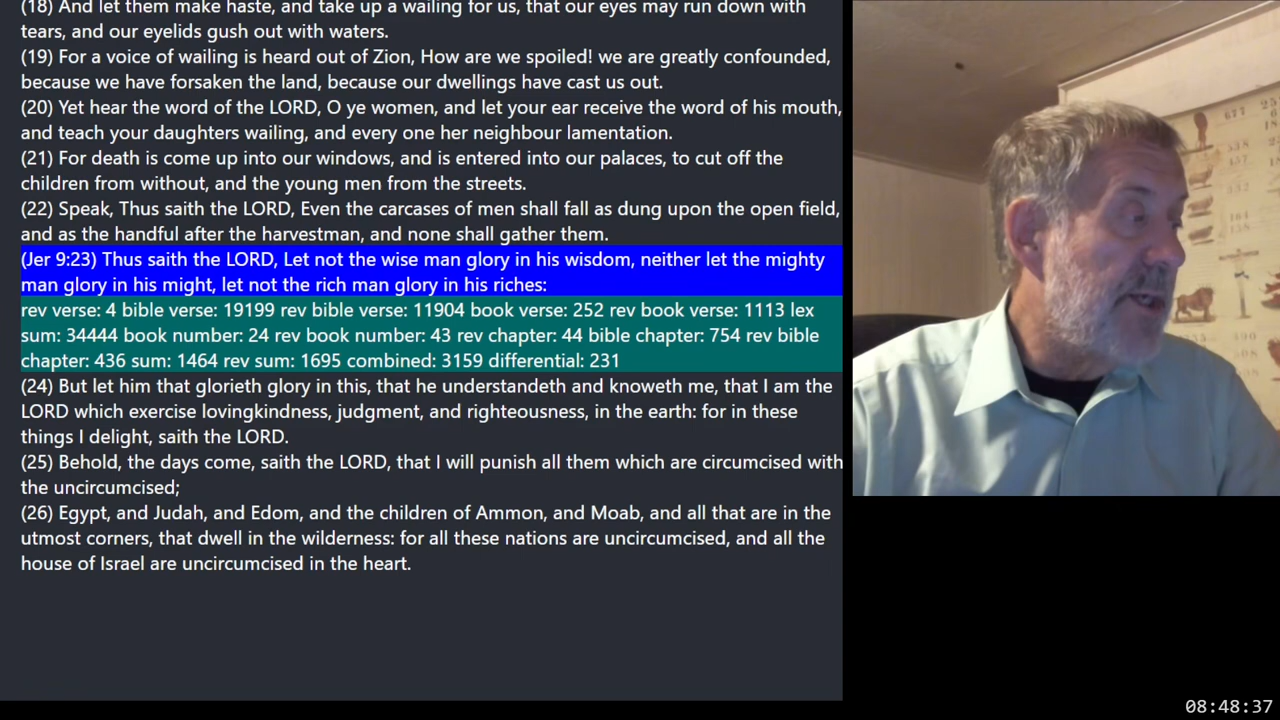 (18) And let them make haste, and take up a wailing for us, that our eyes may run down with
tears, and our eyelids gush out with waters.
(19) For a voice of wailing is heard out of Zion, How are we spoiled! we are greatly confounded,
because we have forsaken the land, because our dwellings have cast us out.
(20) Yet hear the word of the LORD, O ye women, and let your ear receive the word of his mouth,
and teach your daughters wailing, and every one her neighbour lamentation.
(21) For death is come up into our windows, and is entered into our palaces, to cut off the
children from without, and the young men from the streets.
(22) Speak, Thus saith the LORD, Even the carcases of men shall fall as dung upon the open field,
and as the handful after the harvestman, and none shall gather them.
(Jer 9:23) Thus saith the LORD, Let not the wise man glory in his wisdom, neither let the mighty
man glory in his might, let not the rich man glory in his riches:
rev verse: 4 bible verse: 19199 rev bible verse: 11904 book verse: 252 rev book verse: 1113 lex
sum: 34444 book number: 24 rev book number: 43 rev chapter: 44 bible chapter: 754 rev bible
chapter: 436 sum: 1464 rev sum: 1695 combined: 3159 differential: 231
(24) But let him that glorieth glory in this, that he understandeth and knoweth me, that I am the
LORD which exercise lovingkindness, judgment, and righteousness, in the earth: for in these
things I delight, saith the LORD.
(25) Behold, the days come, saith the LORD, that I will punish all them which are circumcised with
the uncircumcised;
(26) Egypt, and Judah, and Edom, and the children of Ammon, and Moab, and all that are in the
utmost corners, that dwell in the wilderness: for all these nations are uncircumcised, and all the
house of Israel are uncircumcised in the heart.
677
08:48:37